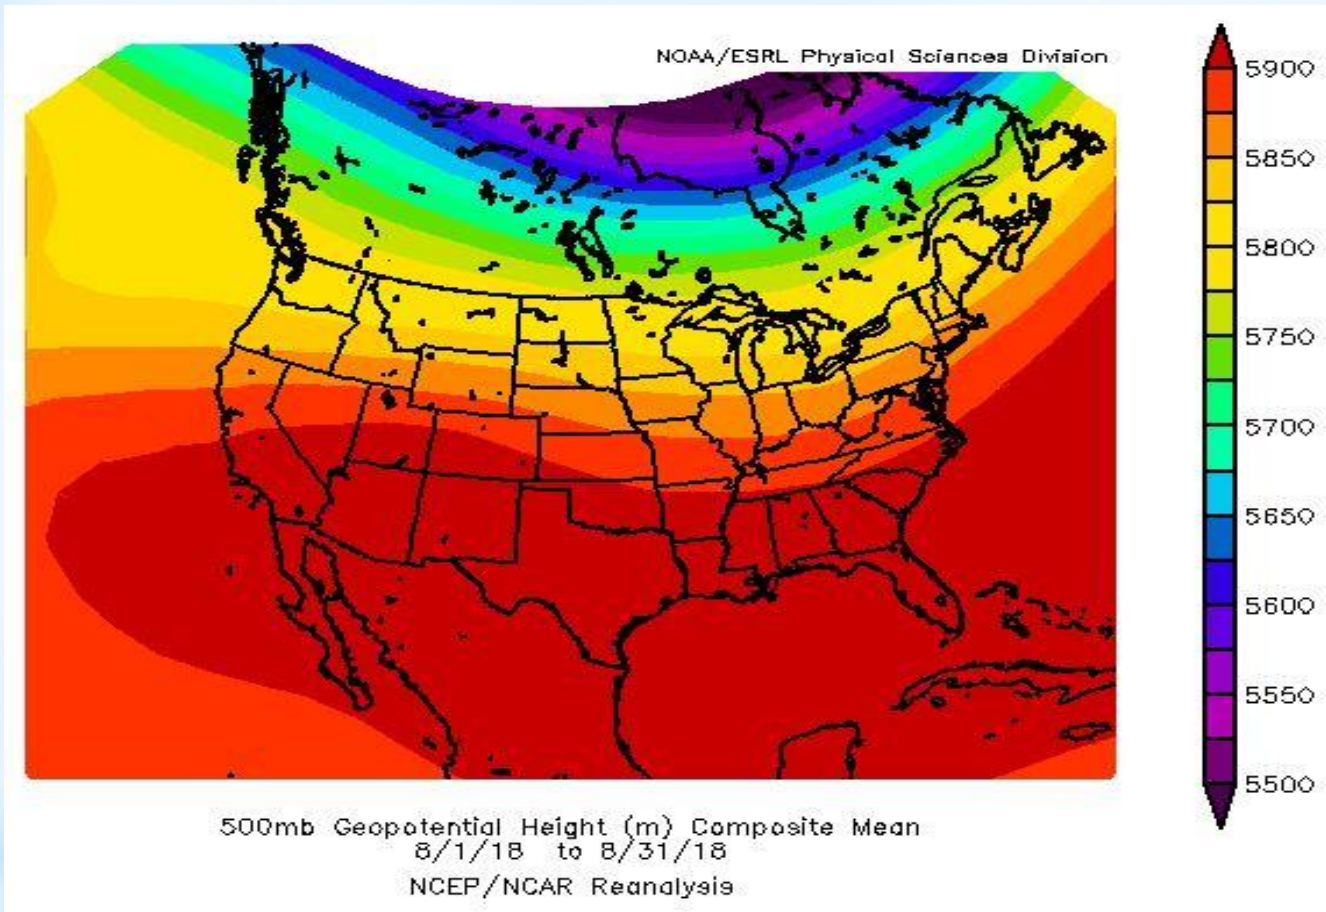 NOAA/ESRL Physical Sciences Division
5900
5850
5800
5750
5700
5650
5600
5550
5500
500mb Geopotential Height (m) Composite Mean
8/1/18 to 8/31/18
NCEP/NCAR Reanalysis